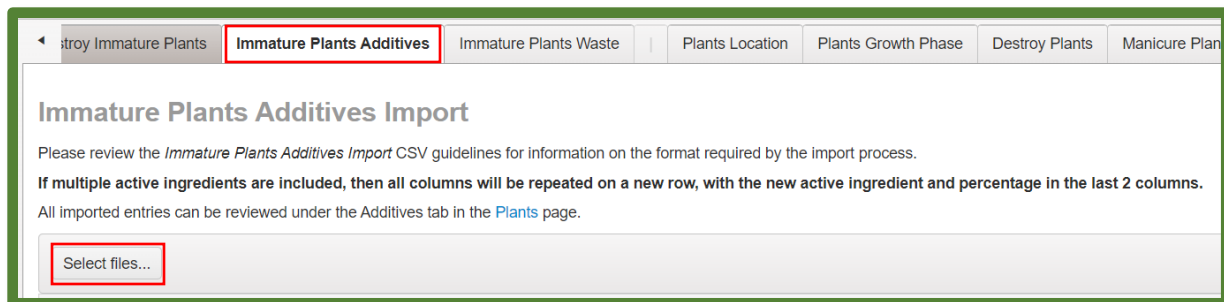 stroy Immature Plants Immature Plants Additives Immature Plants Waste | Plants Location Plants Growth Phase Destroy Plants Manicure Plan
Immature Plants Additives Import
Please review the Immature Plants Additives Import CSV guidelines for information on the format required by the import process.
If multiple active ingredients are included, then all columns will be repeated on a new row, with the new active ingredient and percentage in the last 2 columns.
All imported entries can be reviewed under the Additives tab in the Plants page.
Select files...